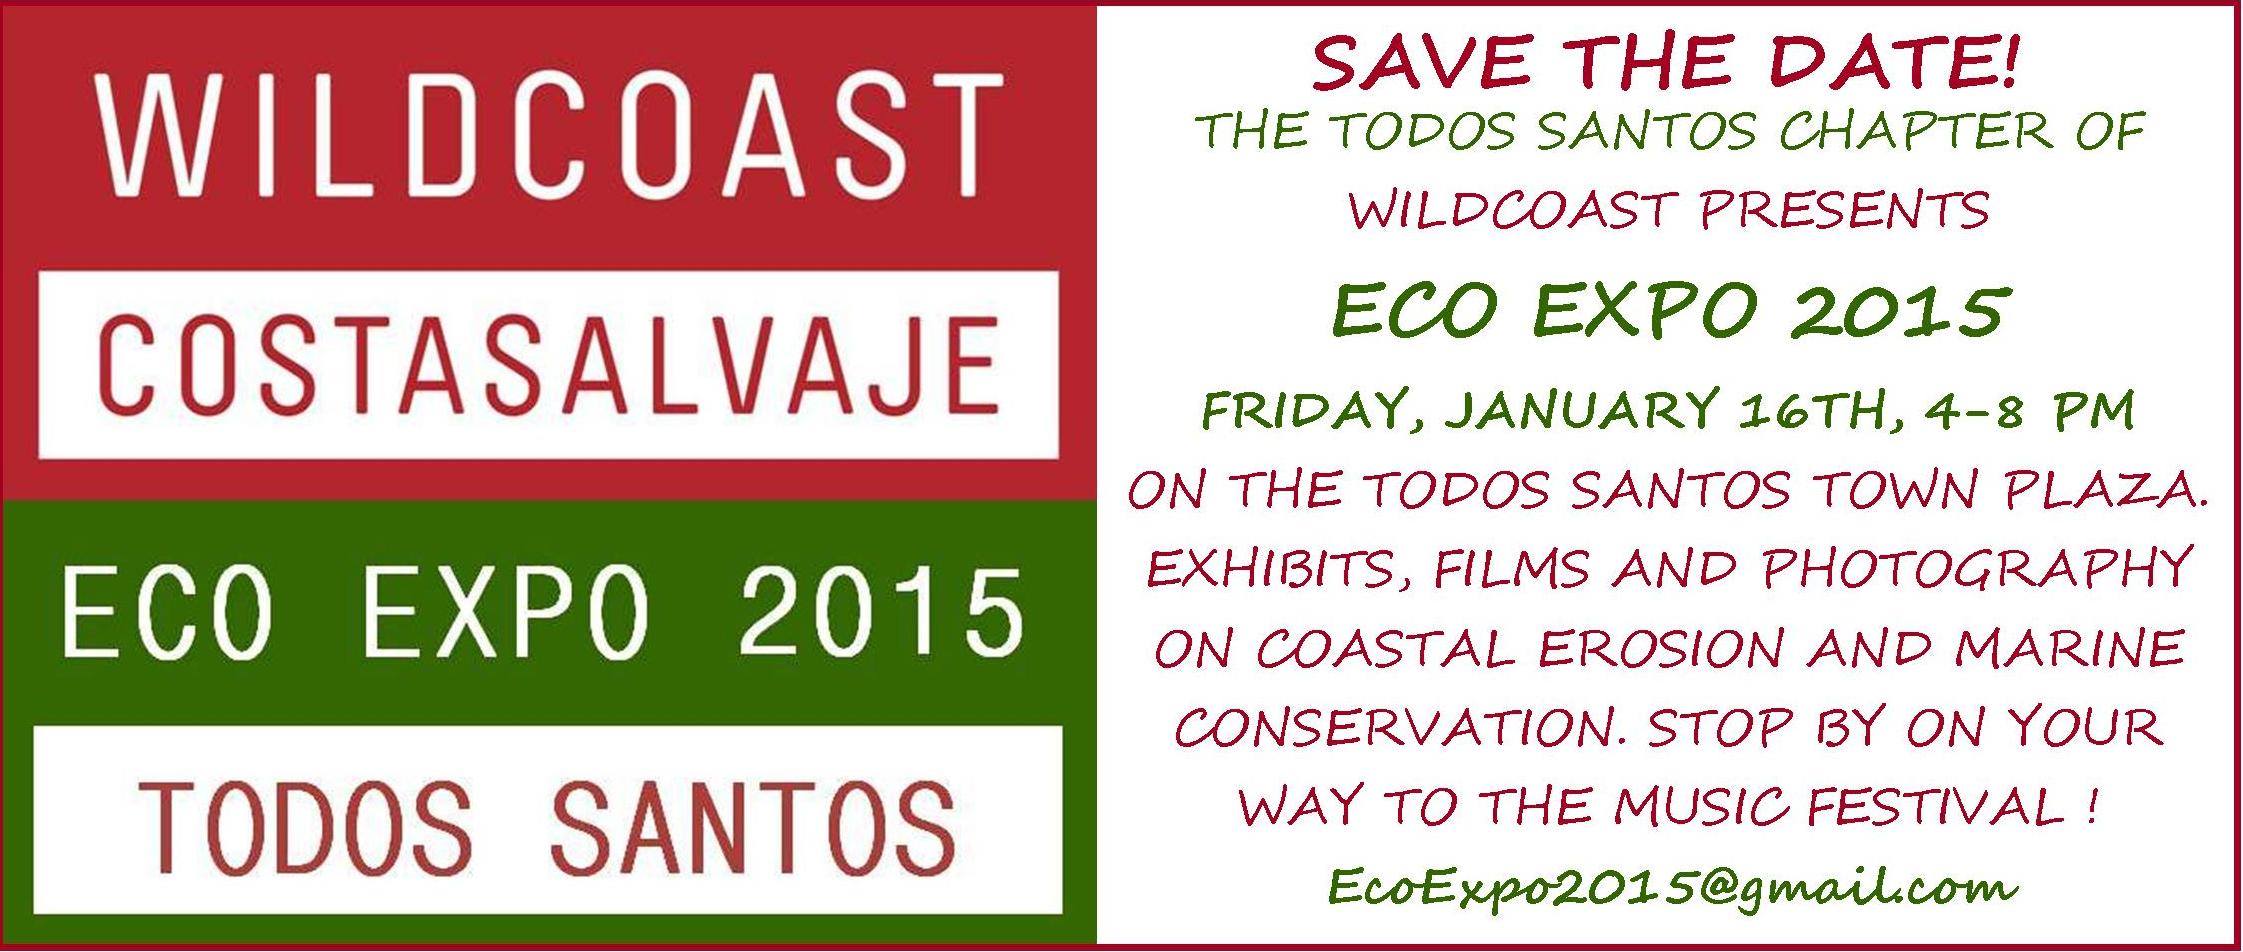 WILDCOAST
COSTASALVAJE
ECO EXPO 2015
TODOS SANTOS
SAVE THE DATE!
THE TODOS SANTOS CHAPTER OF
WILDCOAST PRESENTS
ECO EXPO 2015
FRIDAY, JANUARY 16TH, 4-8 PM
ON THE TODOS SANTOS TOWN PLAZA.
EXHIBITS, FILMS AND PHOTOGRAPHY
ON COASTAL EROSION AND MARINE
CONSERVATION. STOP BY ON YOUR
WAY TO THE MUSIC FESTIVAL !
EcoExpo2015@gmail.com